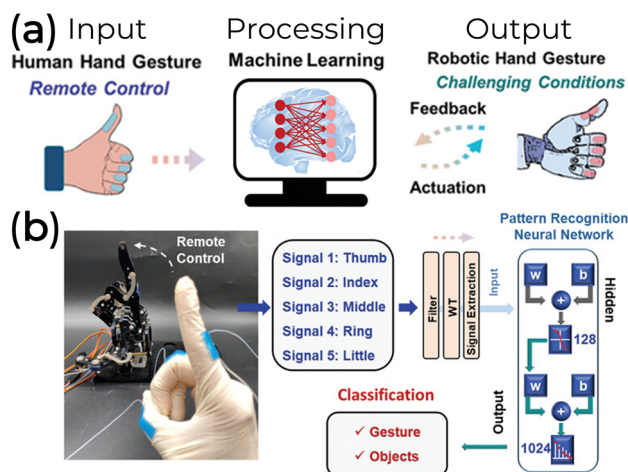 (a) Input Processing Output
Human Hand Gesture
Remote Control
Machine Learning
Robotic Hand Gesture
Challenging Conditions
Feedback
Actuation
(b)
Remote
Control
Signal 1: Thumb
Signal 2: Index
Signal 3: Middle
Signal 4: Ring
Signal 5: Little
Filter
WT
Signal Extraction
Input
Pattern Recognition
Neural Network
Hidden
w b
+
128
w b
+
1024
Output
Classification
✓ Gesture
✓ Objects